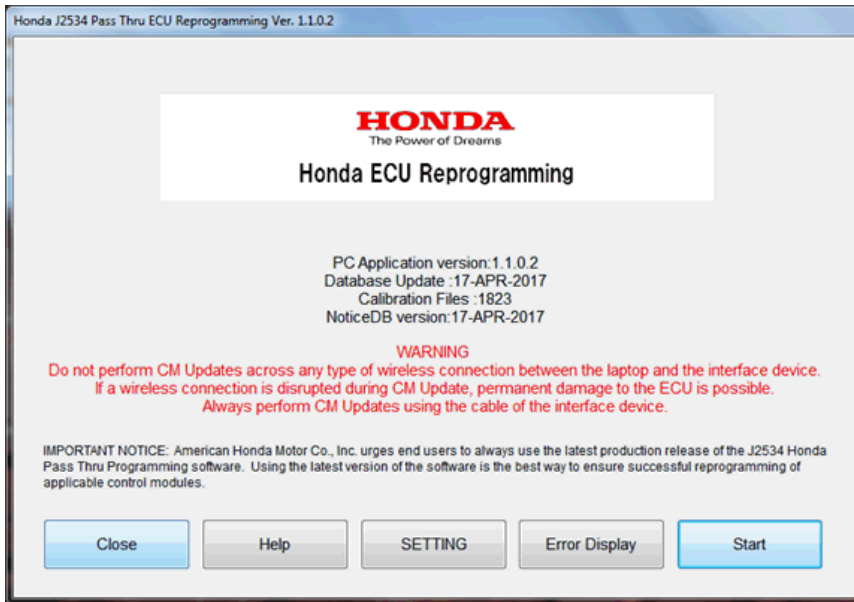 Honda J2534 Pass Thru ECU Reprogramming Ver. 1.1.0.2
HONDA
The Power of Dreams
Honda ECU Reprogramming
PC Application version:1.1.0.2
Database Update :17-APR-2017
Calibration Files :1823
NoticeDB version:17-APR-2017
WARNING
Do not perform CM Updates across any type of wireless connection between the laptop and the interface device.
If a wireless connection is disrupted during CM Update, permanent damage to the ECU is possible.
Always perform CM Updates using the cable of the interface device.
IMPORTANT NOTICE: American Honda Motor Co., Inc. urges end users to always use the latest production release of the J2534 Honda
Pass Thru Programming software. Using the latest version of the software is the best way to ensure successful reprogramming of
applicable control modules.
Close Help SETTING Error Display Start